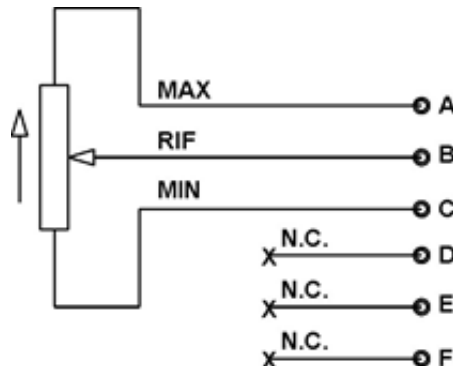 MAX A
RIF B
MIN C
X N.C. D
X N.C. E
X N.C. F